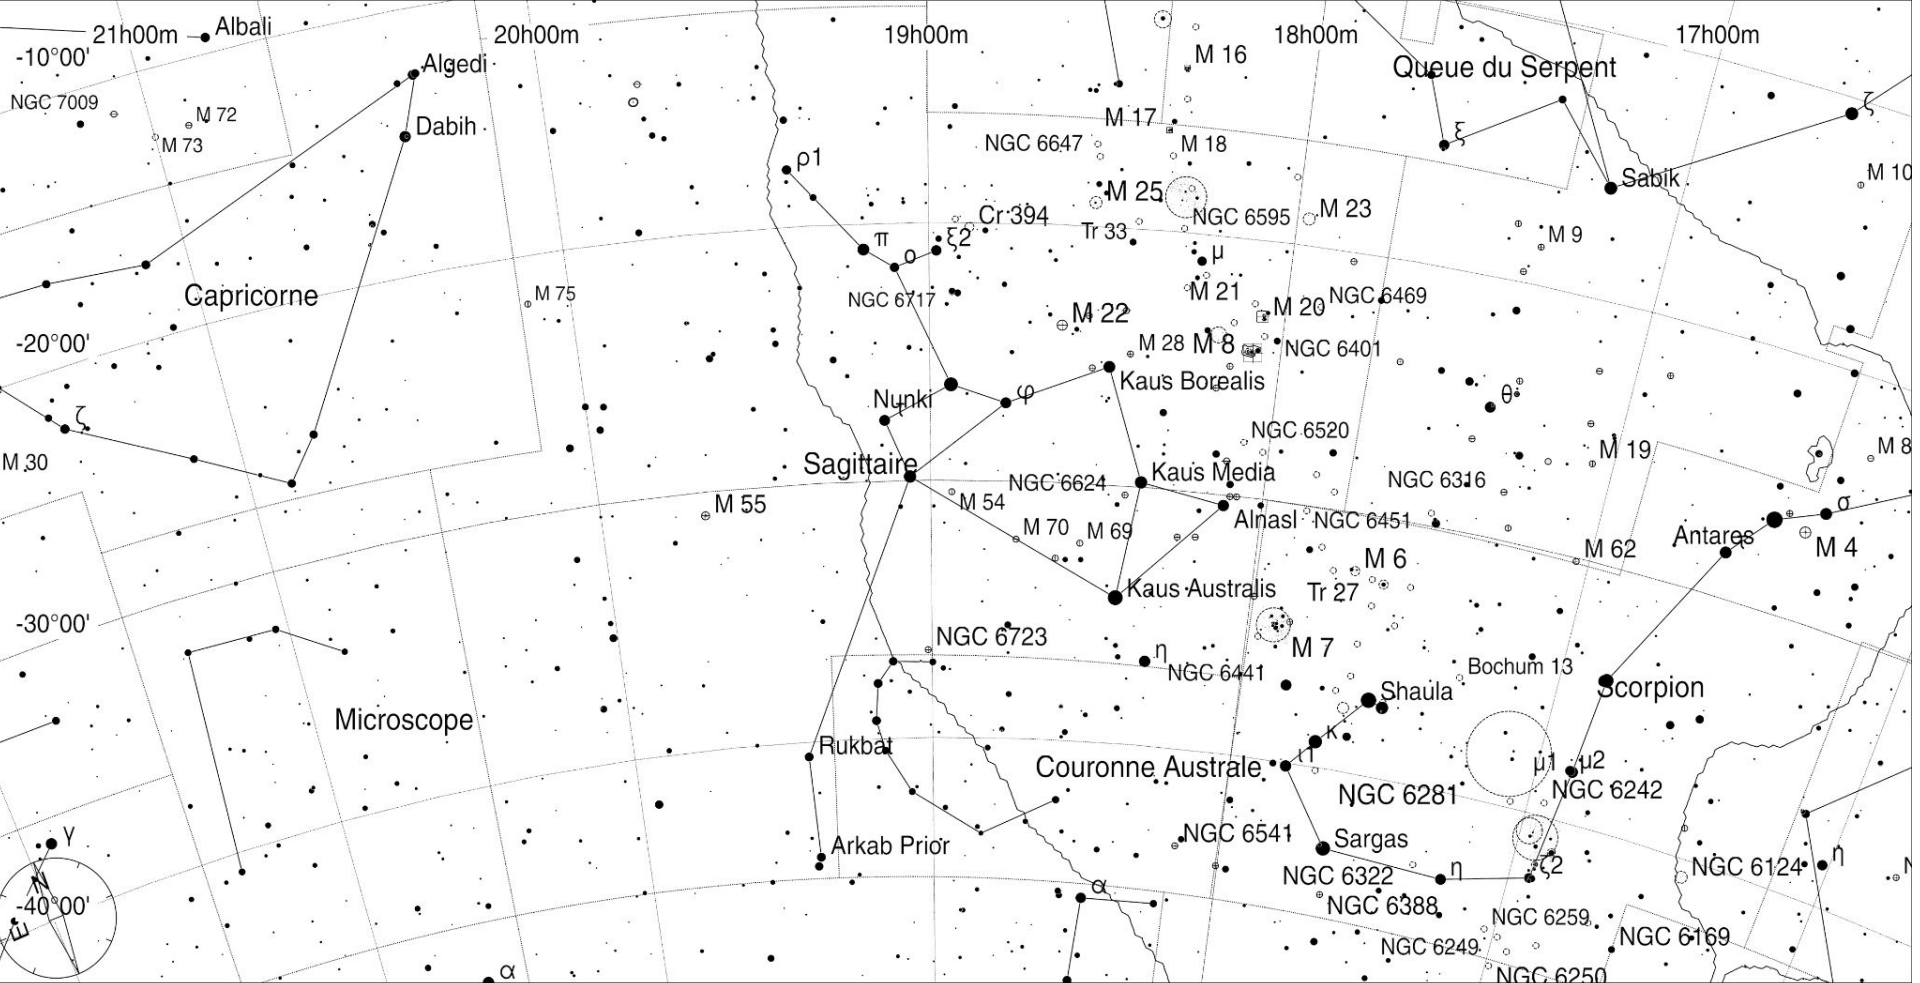 21h00m
Albali
20h00m
19h00m
18h00m
17h00m
-10°00'
Algedi
M 16
Queue du Serpent
NGC 7009
M 72
M 73
Dabih
M 17
NGC 6647
M 18
ξ
ζ
ρ1
M 25
Sabik
M 10
Cr 394
NGC 6595
M 23
Tr 33
π
ο
ξ2
μ
M 9
Capricorne
M 75
NGC 6717
M 21
M 20
NGC 6469
M 22
-20°00'
M 28
M 8
NGC 6401
Kaus Borealis
Nunki
τ
φ
θ
ζ
NGC 6520
M 19
M 8
M 30
Sagittaire
Kaus Media
NGC 6624
NGC 6316
M 55
M 54
Alnasl
NGC 6451
σ
M 70
M 69
Antares
τ
M 4
M 6
M 62
Kaus Australis
Tr 27
-30°00'
NGC 6723
η
M 7
NGC 6441
Bochum 13
Shaula
Scorpion
Microscope
κ
Rukbat
ι1
μ1
μ2
Couronne Australe
NGC 6281
NGC 6242
γ
NGC 6541
Sargas
Arkab Prior
η
ζ2
NGC 6124
η
N
NGC 6322
α
N
-40°00'
NGC 6388
NGC 6259
E
NGC 6249
NGC 6169
α
NGC 6250